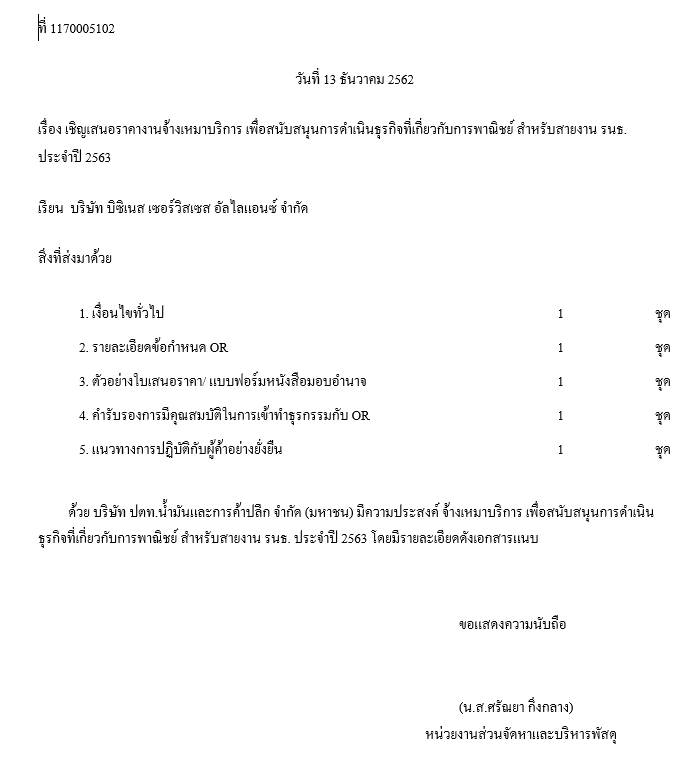 ที่ 1170005102
วันที่ 13 ธันวาคม 2562
เรื่อง เชิญเสนอราคางานจ้างเหมาบริการ เพื่อสนับสนุนการดำเนินธุรกิจที่เกี่ยวกับการพาณิชย์ สำหรับสายงาน รนธ.
ประจำปี 2563
เรียน บริษัท บิซิเนส เซอร์วิสเซส อัลไลแอนซ์ จำกัด
สิ่งที่ส่งมาด้วย
1. เงื่อนไขทั่วไป 1 ชุด
2. รายละเอียดข้อกำหนด OR 1 ชุด
3. ตัวอย่างใบเสนอราคา/ แบบฟอร์มหนังสือมอบอำนาจ 1 ชุด
4. คำรับรองการมีคุณสมบัติในการเข้าทำธุรกรรมกับ OR 1 ชุด
5. แนวทางการปฏิบัติกับผู้ค้าอย่างยั่งยืน 1 ชุด
ด้วย บริษัท ปตท.น้ำมันและการค้าปลีก จำกัด (มหาชน) มีความประสงค์ จ้างเหมาบริการ เพื่อสนับสนุนการดำเนิน
ธุรกิจที่เกี่ยวกับการพาณิชย์ สำหรับสายงาน รนธ. ประจำปี 2563 โดยมีรายละเอียดดังเอกสารแนบ
ขอแสดงความนับถือ
(น.ส.ศรัณยา กิ่งกลาง)
หน่วยงานส่วนจัดหาและบริหารพัสดุ